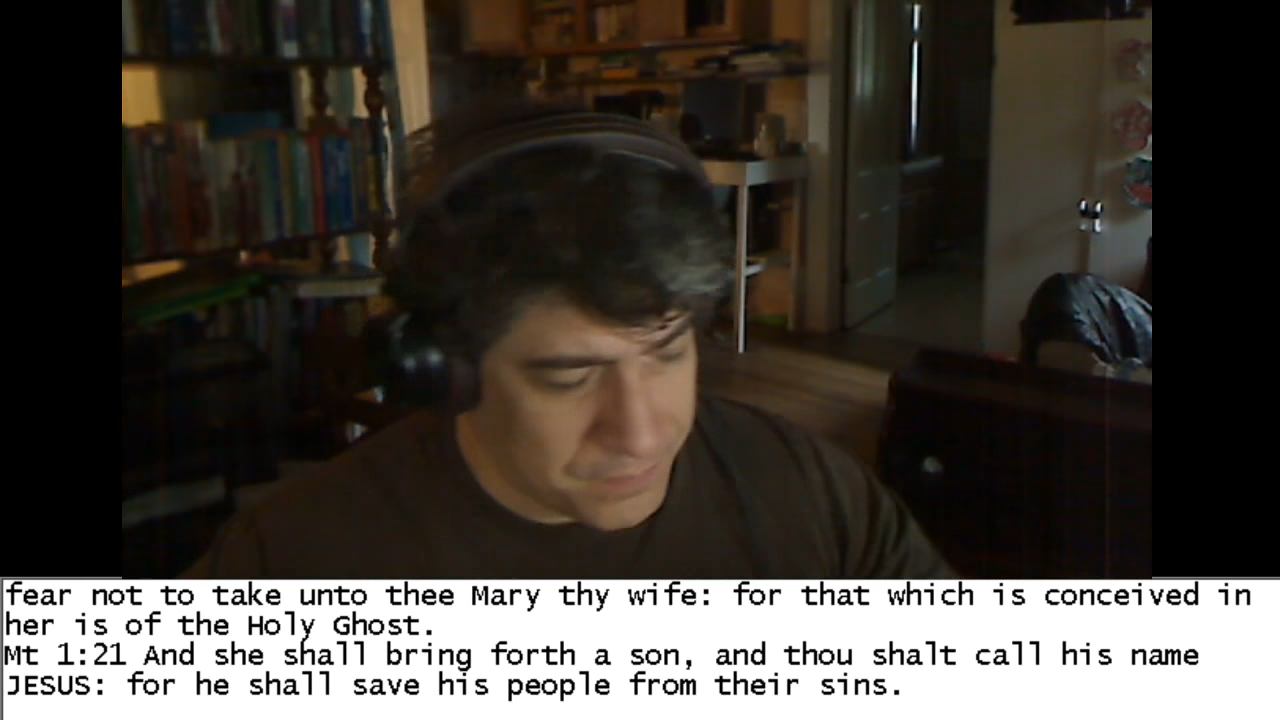 fear not to take unto thee Mary thy wife: for that which is conceived in
her is of the Holy Ghost.
Mt 1:21 And she shall bring forth a son, and thou shalt call his name
JESUS: for he shall save his people from their sins.